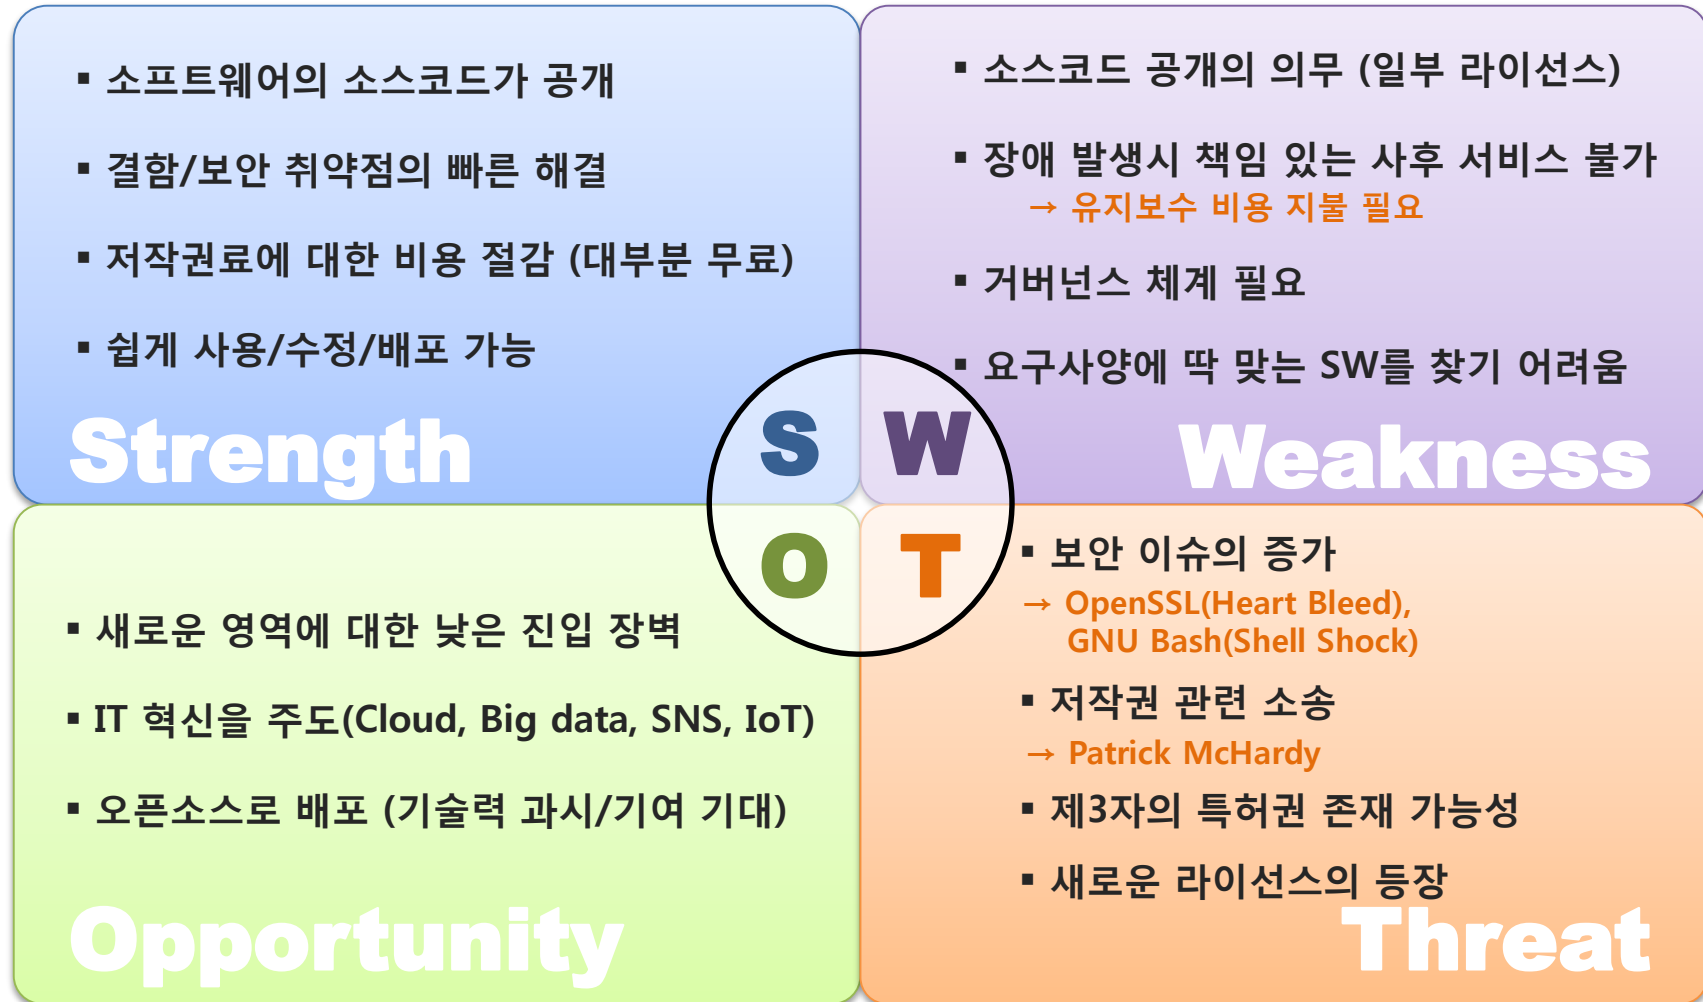 ▪ 소프트웨어의 소스코드가 공개
▪ 결함/보안 취약점의 빠른 해결
▪ 저작권료에 대한 비용 절감 (대부분 무료)
▪ 쉽게 사용/수정/배포 가능
Strength
▪ 소스코드 공개의 의무 (일부 라이선스)
▪ 장애 발생시 책임 있는 사후 서비스 불가
→ 유지보수 비용 지불 필요
▪ 거버넌스 체계 필요
▪ 요구사양에 딱 맞는 SW를 찾기 어려움
Weakness
S W
O T
▪ 새로운 영역에 대한 낮은 진입 장벽
▪ IT 혁신을 주도(Cloud, Big data, SNS, IoT)
▪ 오픈소스로 배포 (기술력 과시/기여 기대)
Opportunity
▪ 보안 이슈의 증가
→ OpenSSL(Heart Bleed),
GNU Bash(Shell Shock)
▪ 저작권 관련 소송
→ Patrick McHardy
▪ 제3자의 특허권 존재 가능성
▪ 새로운 라이선스의 등장
Threat